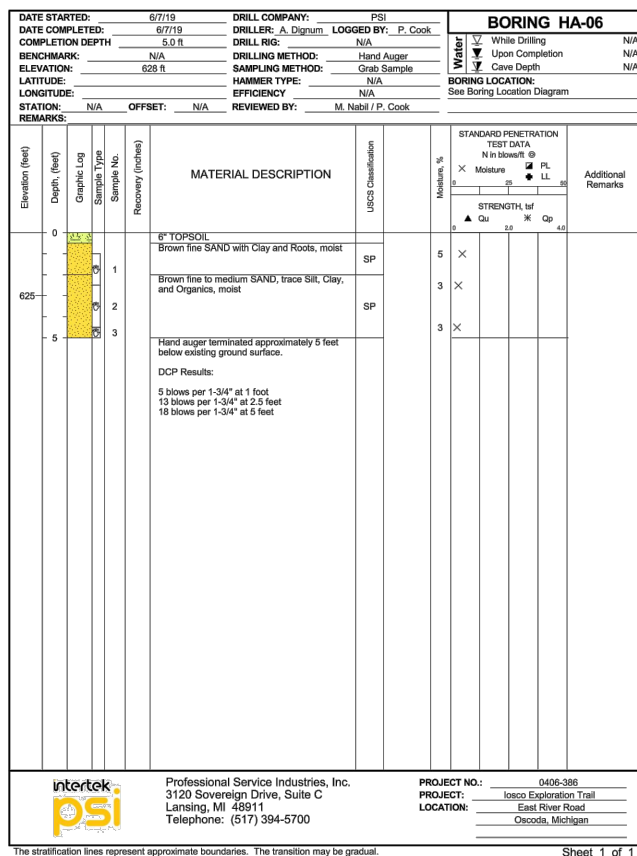 DATE STARTED: 6/7/19
DATE COMPLETED: 6/7/19
COMPLETION DEPTH 5.0 ft
BENCHMARK: N/A
ELEVATION: 628 ft
LATITUDE:
LONGITUDE:
STATION: N/A OFFSET: N/A
REMARKS:
DRILL COMPANY: PSI
DRILLER: A. Dignum LOGGED BY: P. Cook
DRILL RIG: N/A
DRILLING METHOD: Hand Auger
SAMPLING METHOD: Grab Sample
HAMMER TYPE: N/A
EFFICIENCY N/A
REVIEWED BY: M. Nabil / P. Cook
BORING HA-06
Water
While Drilling N/A
Upon Completion N/A
Cave Depth N/A
BORING LOCATION:
See Boring Location Diagram
Elevation (feet)
Depth, (feet)
Graphic Log
Sample Type
Sample No.
Recovery (inches)
MATERIAL DESCRIPTION
USCS Classification
Moisture, %
STANDARD PENETRATION
TEST DATA
N in blows/ft
Moisture PL
LL
0 25 50
STRENGTH, tsf
Qu Qp
0 2.0 4.0
Additional
Remarks
0
6" TOPSOIL
Brown fine SAND with Clay and Roots, moist
SP
5
1
Brown fine to medium SAND, trace Silt, Clay,
and Organics, moist
3
625
2
SP
3
3
5
Hand auger terminated approximately 5 feet
below existing ground surface.
DCP Results:
5 blows per 1-3/4" at 1 foot
13 blows per 1-3/4" at 2.5 feet
18 blows per 1-3/4" at 5 feet
intertek
psi
Professional Service Industries, Inc.
3120 Sovereign Drive, Suite C
Lansing, MI 48911
Telephone: (517) 394-5700
PROJECT NO.: 0406-386
PROJECT: Iosco Exploration Trail
LOCATION: East River Road
Oscoda, Michigan
The stratification lines represent approximate boundaries. The transition may be gradual.
Sheet 1 of 1